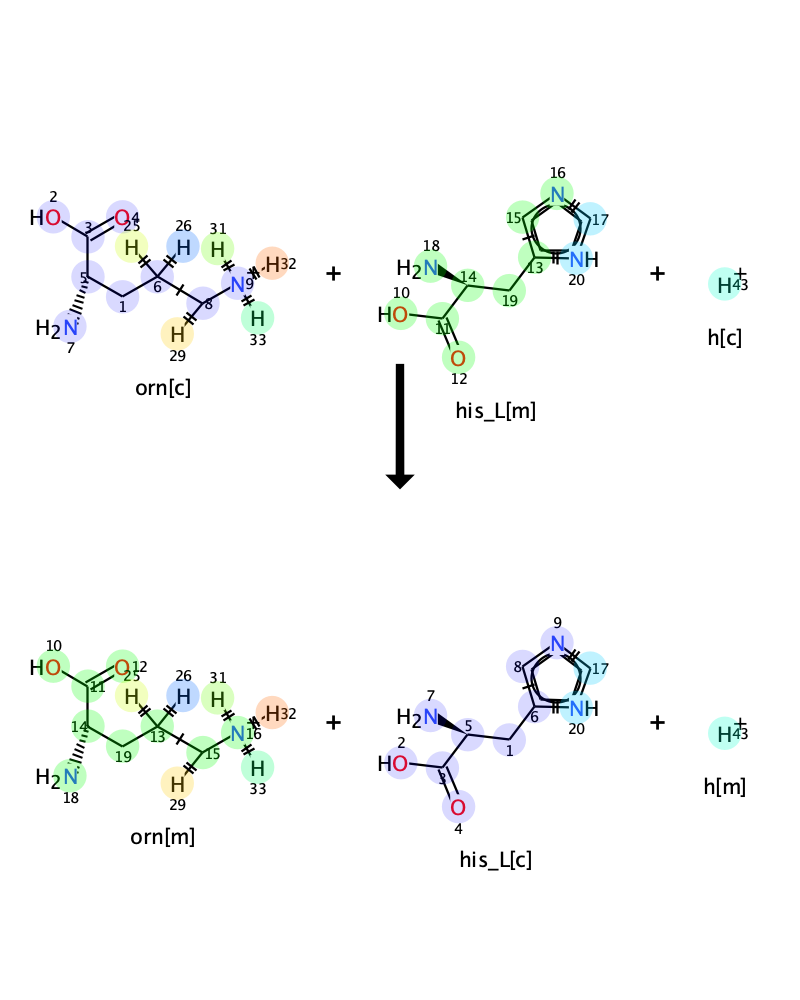 2 3 4 25 26 31
HO O H H H
5 6 8 N9 H32
1 H H
H2N 7 29 33
orn[c]
+
16
N
15 17
18 14 13 NH
H2N 19 20
10
HO 11
O
12
his_L[m]
+
H+ 43
h[c]
10 11 12 25 26 31
HO O H H H
14 13 15 N16 H32
19 H H
H2N 18 29 33
orn[m]
+
9
N
8 17
7 5 6 NH
H2N 1 20
2
HO 3
O
4
his_L[c]
+
H+ 43
h[m]